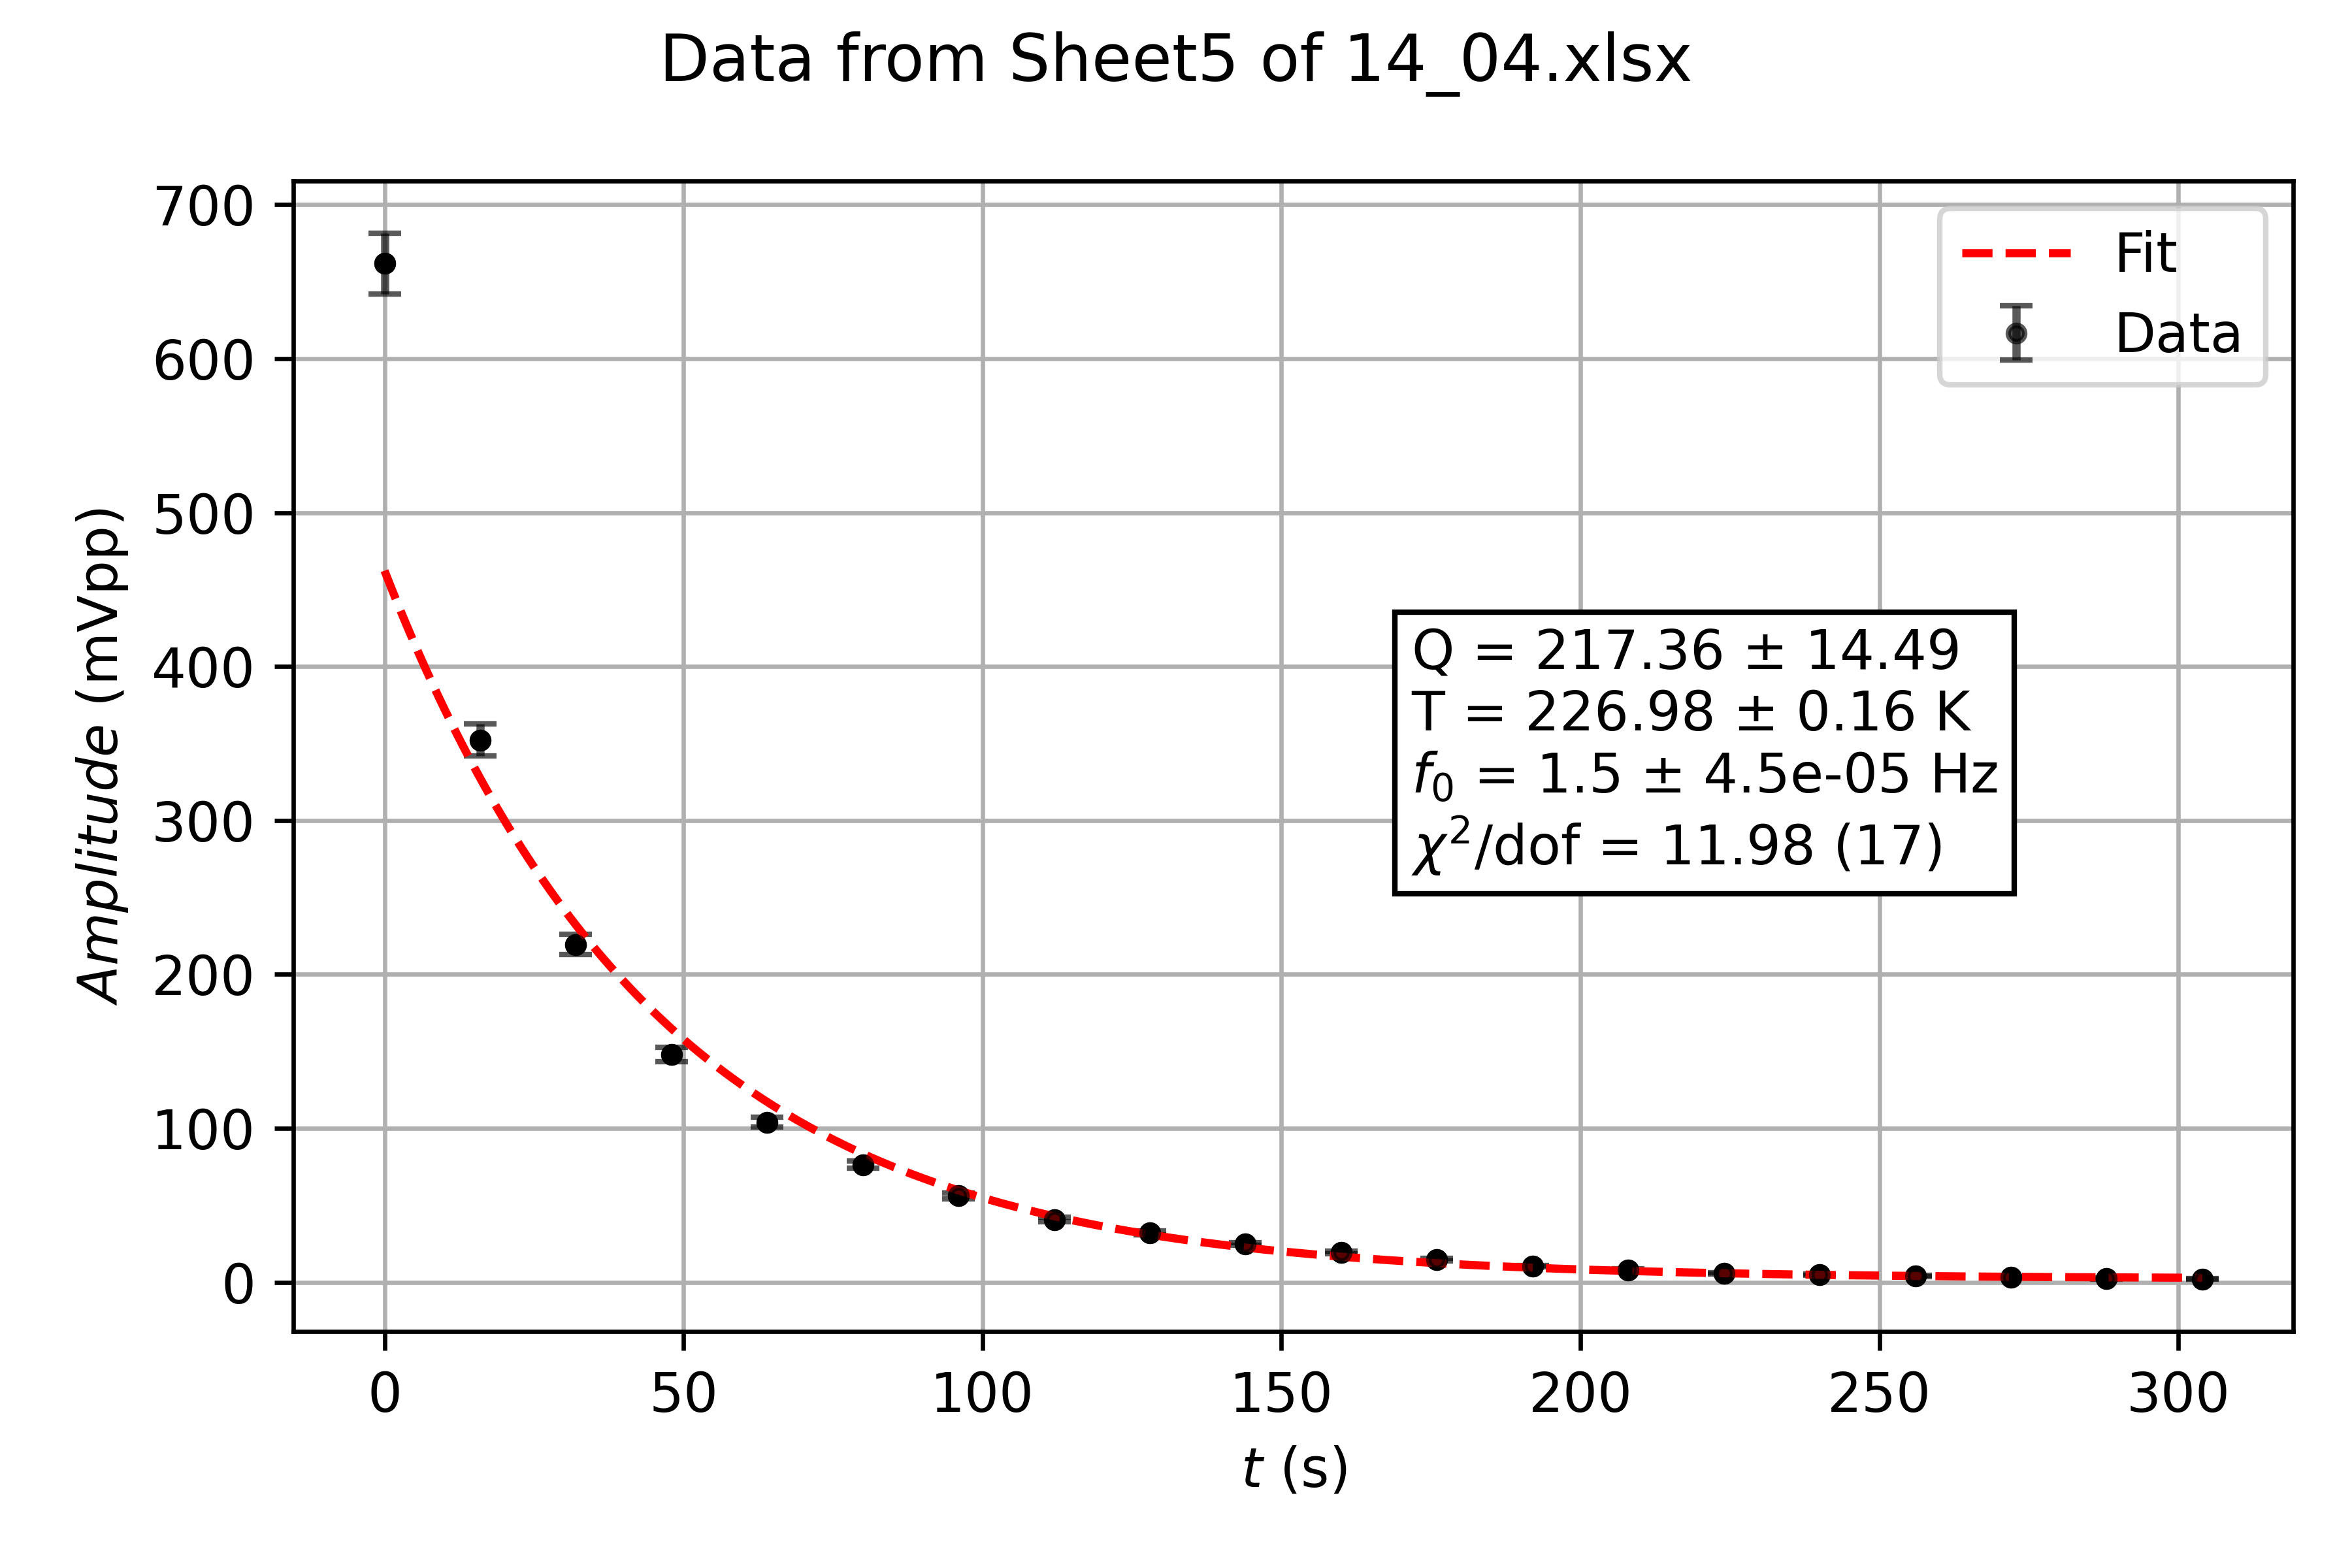 Data from Sheet5 of 14_04.xlsx
700
600
500
400
300
200
100
0
Amplitude (mVpp)
Fit
Data
Q = 217.36 ± 14.49
T = 226.98 ± 0.16 K
f₀ = 1.5 ± 4.5e-05 Hz
χ²/dof = 11.98 (17)
0 50 100 150 200 250 300
t (s)